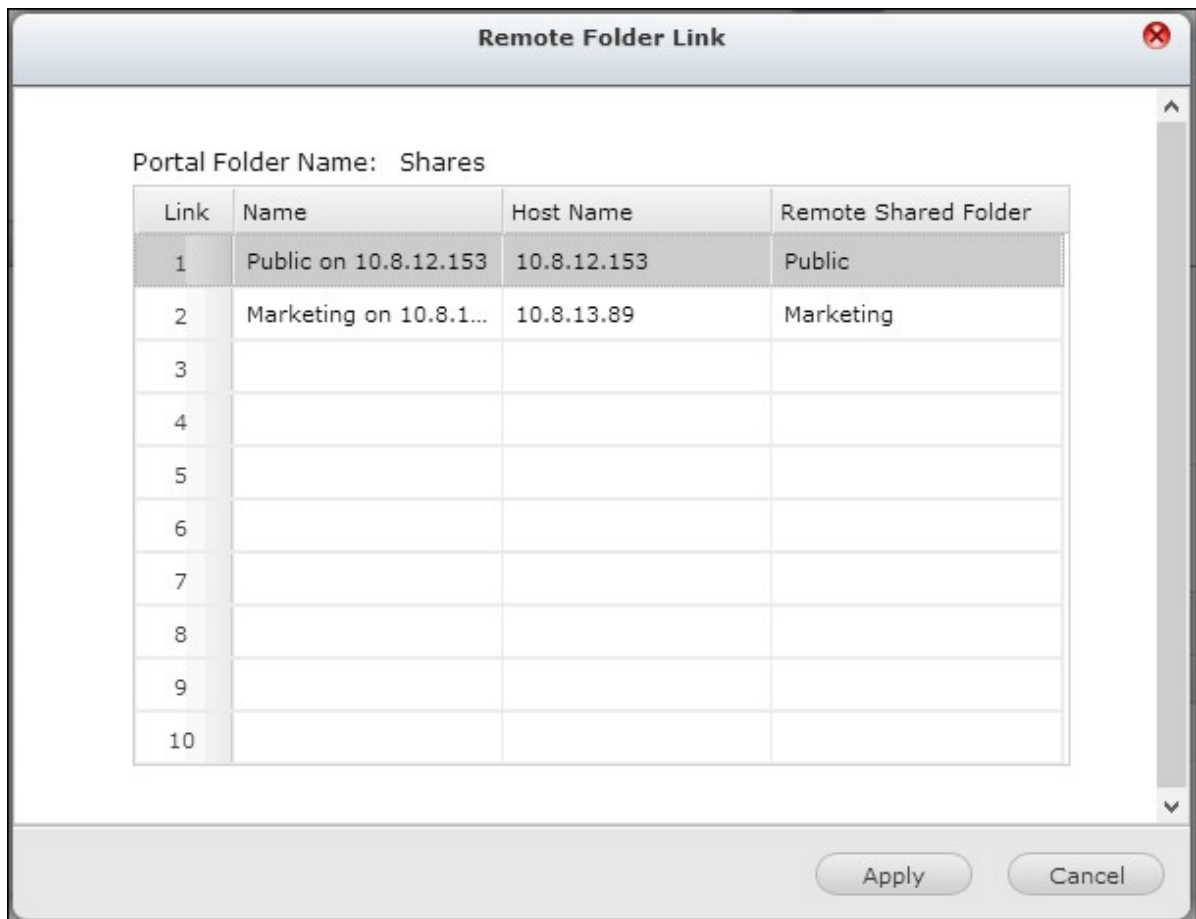 Remote Folder Link
Portal Folder Name: Shares
Link Name Host Name Remote Shared Folder
1 Public on 10.8.12.153 10.8.12.153 Public
2 Marketing on 10.8.1... 10.8.13.89 Marketing
3
4
5
6
7
8
9
10
Apply Cancel